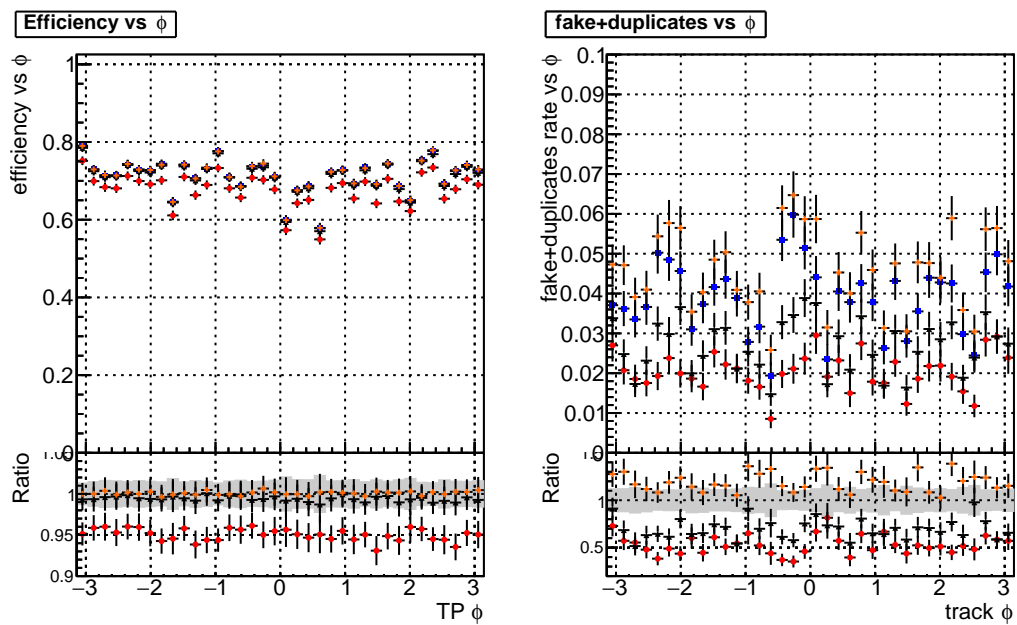 Efficiency vs ϕ
efficiency vs ϕ
1
0.8
0.6
0.4
0.2
0
Ratio
1
0.95
0.9
−3 −2 −1 0 1 2 3
TP ϕ
fake+duplicates vs ϕ
fake+duplicates rate vs ϕ
0.1
0.09
0.08
0.07
0.06
0.05
0.04
0.03
0.02
0.01
0
Ratio
1
0.5
−3 −2 −1 0 1 2 3
track ϕ